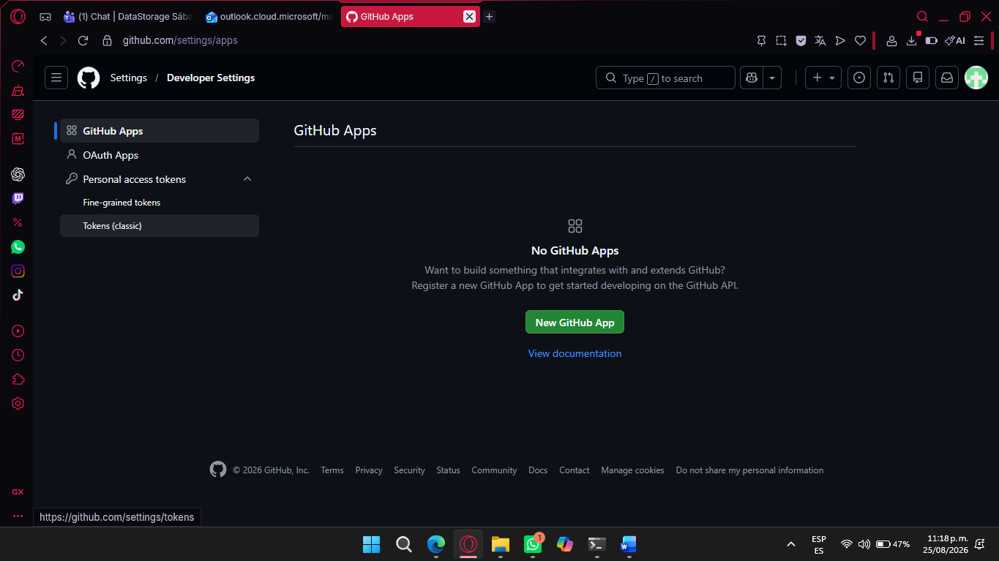 (1) Chat | DataStorage Sába
outlook.cloud.microsoft/ma
GitHub Apps
github.com/settings/apps
AI
Settings / Developer Settings
Type / to search
GitHub Apps
OAuth Apps
Personal access tokens
Fine-grained tokens
Tokens (classic)
GitHub Apps
No GitHub Apps
Want to build something that integrates with and extends GitHub?
Register a new GitHub App to get started developing on the GitHub API.
New GitHub App
View documentation
© 2026 GitHub, Inc. Terms Privacy Security Status Community Docs Contact Manage cookies Do not share my personal information
GX
https://github.com/settings/tokens
1
ESP
ES
47%
11:18 p. m.
25/08/2026